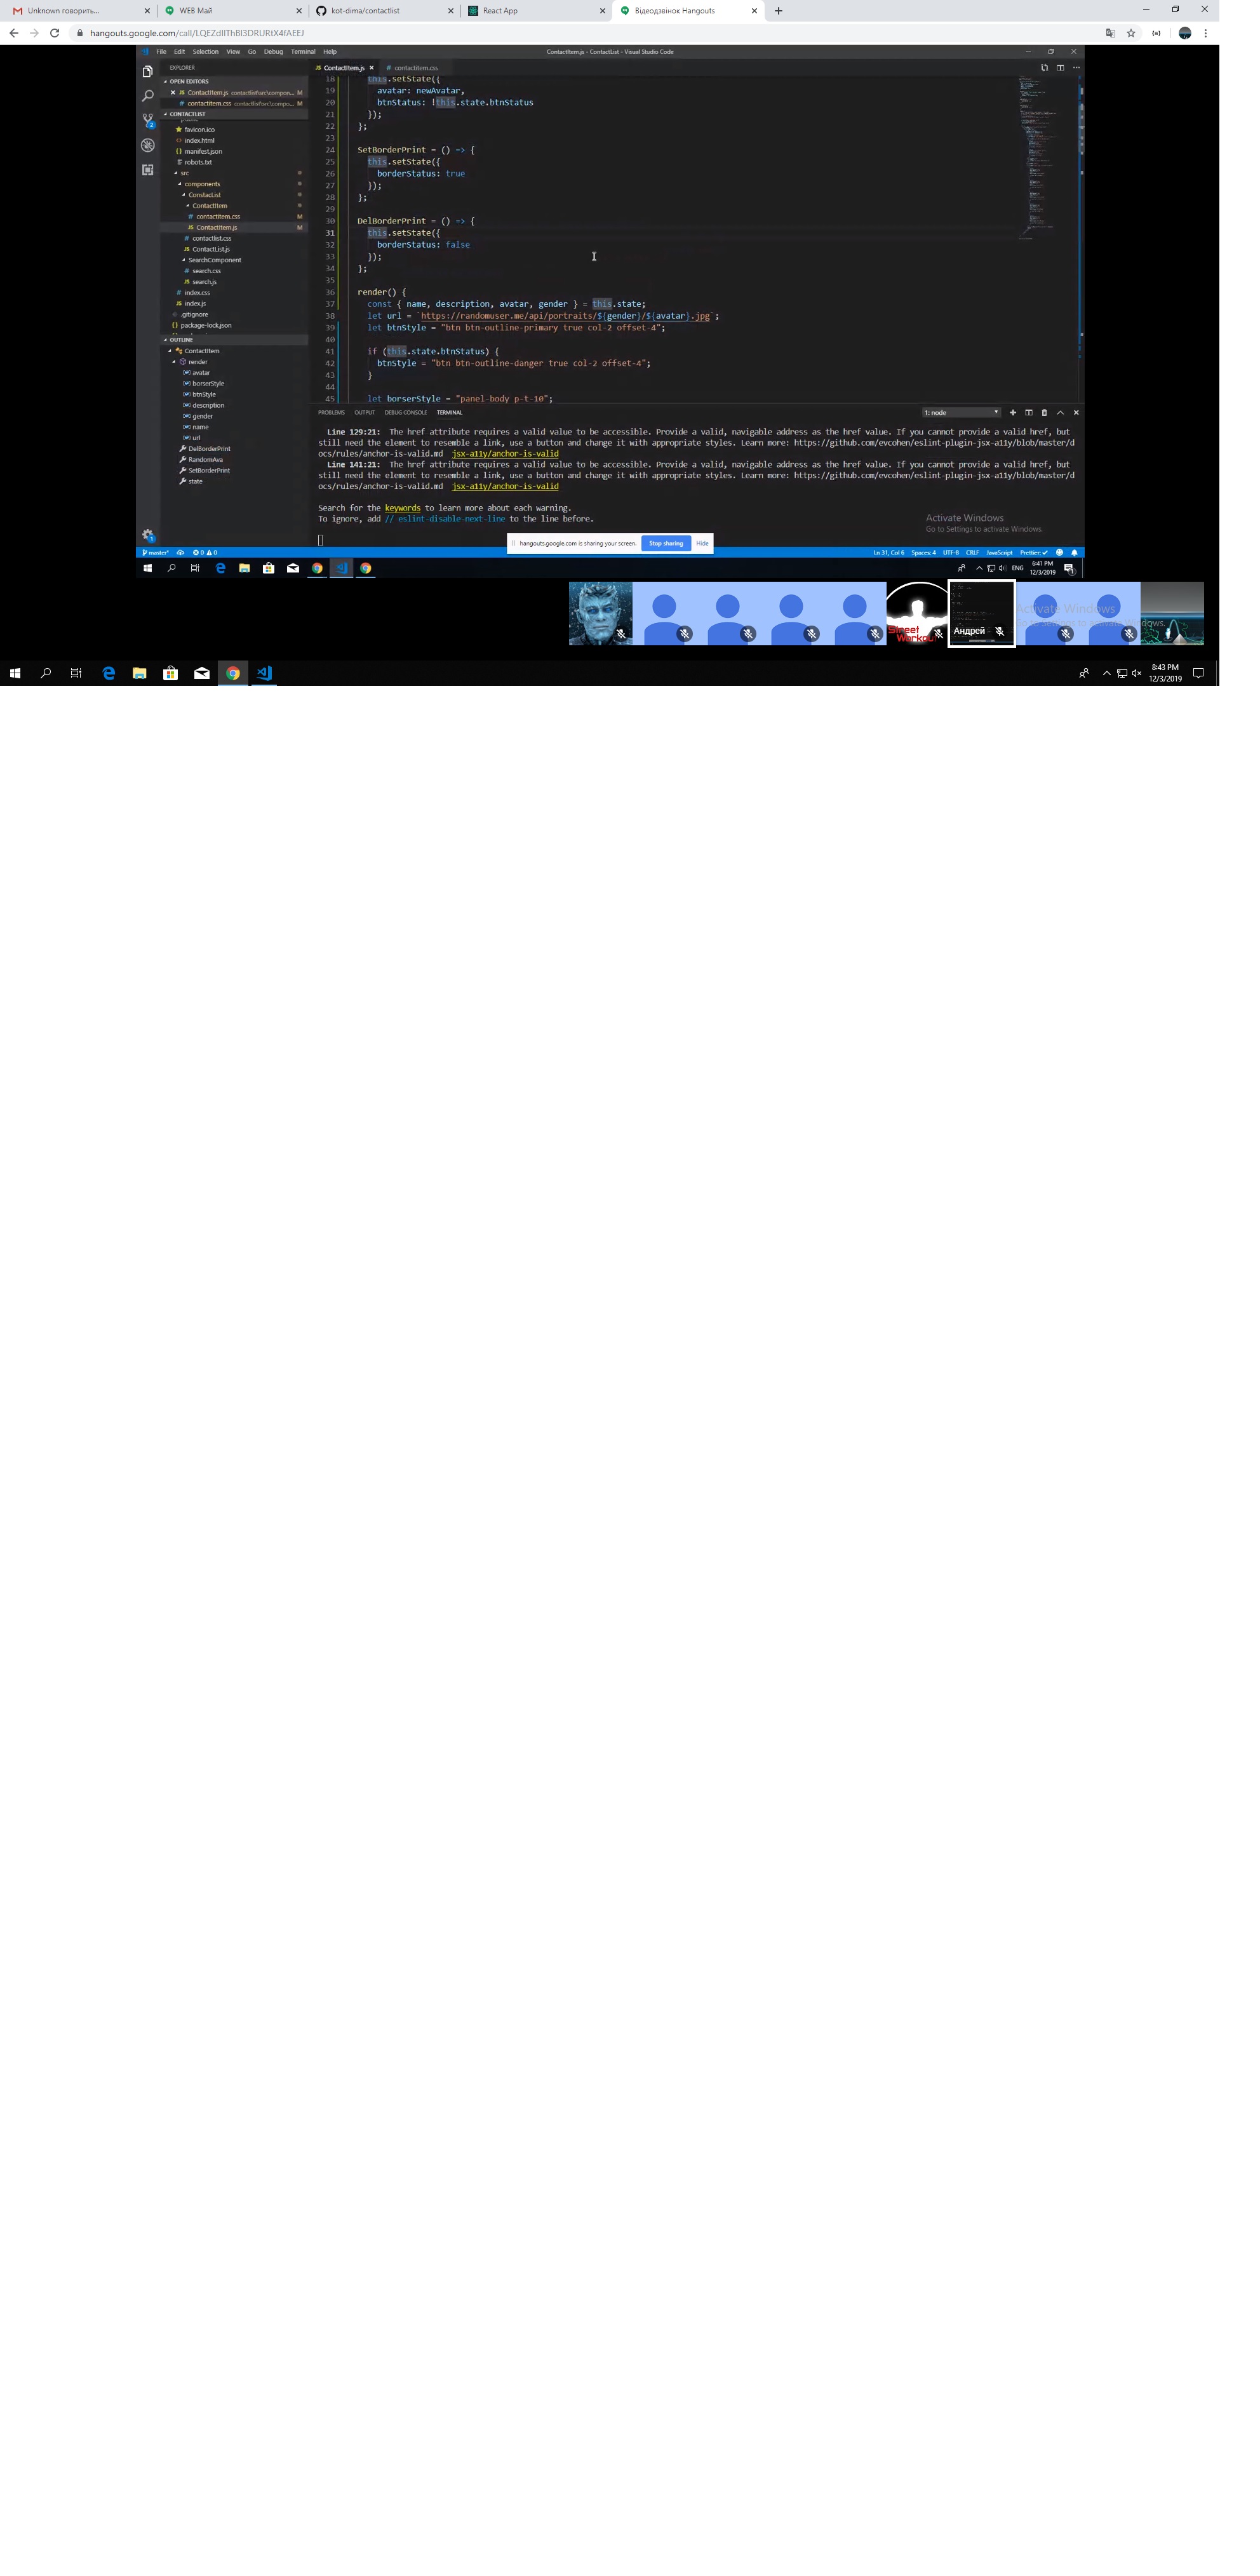 Unknown говорить...
WEB Май
kot-dima/contactlist
React App
Відеодзвінок Hangouts
File Edit Selection View Go Debug Terminal Help
ContactItem.js - ContactList - Visual Studio Code
EXPLORER
OPEN EDITORS
ContactItem.js contactlist\src\compon... M
contactitem.css contactlist\src\compo... M
CONTACTLIST
favicon.ico
index.html
manifest.json
robots.txt
src
components
ConstacList
ContactItem
contactitem.css M
ContactItem.js M
contactlist.css
ContactList.js
SearchComponent
search.css
search.js
index.css
index.js
.gitignore
package-lock.json
OUTLINE
ContactItem
render
avatar
borserStyle
btnStyle
description
gender
name
url
DelBorderPrint
RandomAva
SetBorderPrint
state
ContactItem.js
contactitem.css
18 this.setState({
19 avatar: newAvatar,
20 btnStatus: !this.state.btnStatus
21 });
22 };
23
24 SetBorderPrint = () => {
25 this.setState({
26 borderStatus: true
27 });
28 };
29
30 DelBorderPrint = () => {
31 this.setState({
32 borderStatus: false
33 });
34 };
35
36 render() {
37 const { name, description, avatar, gender } = this.state;
38 let url = `https://randomuser.me/api/portraits/${gender}/${avatar}.jpg`;
39 let btnStyle = "btn btn-outline-primary true col-2 offset-4";
40
41 if (this.state.btnStatus) {
42 btnStyle = "btn btn-outline-danger true col-2 offset-4";
43 }
44
45 let borserStyle = "panel-body p-t-10";
PROBLEMS OUTPUT DEBUG CONSOLE TERMINAL
1: node
Line 129:21: The href attribute requires a valid value to be accessible. Provide a valid, navigable address as the href value. If you cannot provide a valid href, but
still need the element to resemble a link, use a button and change it with appropriate styles. Learn more: https://github.com/evcohen/eslint-plugin-jsx-a11y/blob/master/d
ocs/rules/anchor-is-valid.md jsx-a11y/anchor-is-valid
Line 141:21: The href attribute requires a valid value to be accessible. Provide a valid, navigable address as the href value. If you cannot provide a valid href, but
still need the element to resemble a link, use a button and change it with appropriate styles. Learn more: https://github.com/evcohen/eslint-plugin-jsx-a11y/blob/master/d
ocs/rules/anchor-is-valid.md jsx-a11y/anchor-is-valid
Search for the keywords to learn more about each warning.
To ignore, add // eslint-disable-next-line to the line before.
Activate Windows
Go to Settings to activate Windows.
hangouts.google.com is sharing your screen. Stop sharing Hide
master* 0 0
Ln 31, Col 6 Spaces: 4 UTF-8 CRLF JavaScript Prettier: ✓
ENG
6:41 PM
12/3/2019
Street
Workout
Андрей
Activate Windows
8:43 PM
12/3/2019